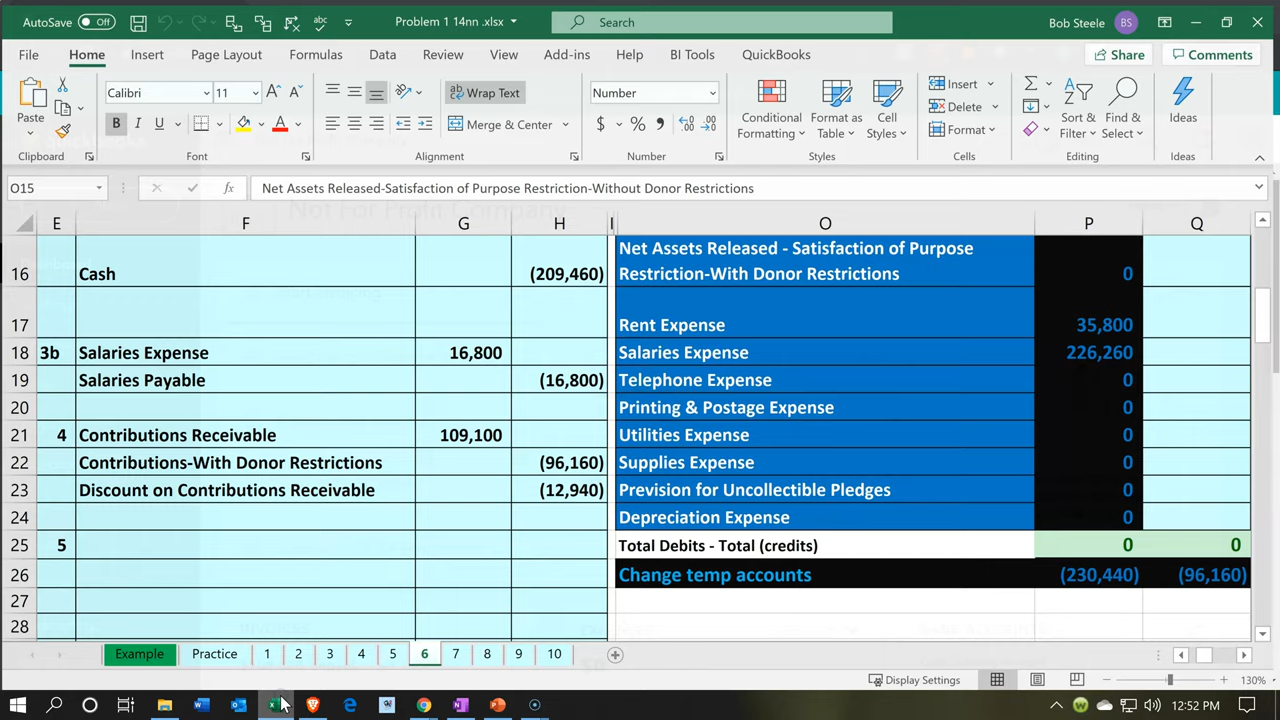 AutoSave Off Problem 1 14nn .xlsx Search Bob Steele BS
File Home Insert Page Layout Formulas Data Review View Add-ins Help BI Tools QuickBooks Share Comments
Paste Calibri 11 A A Wrap Text Number Insert Σ
B I U A Merge & Center $ % 9 Conditional Formatting Format as Table Cell Styles Delete Format Sort & Filter Find & Select Ideas
Clipboard Font Alignment Number Styles Cells Editing Ideas
O15 fx Net Assets Released-Satisfaction of Purpose Restriction-Without Donor Restrictions
Not For Profit Company
E F G H I O P Q
Net Assets Released - Satisfaction of Purpose
16 Cash (209,460) Restriction-With Donor Restrictions 0
17 Rent Expense 35,800
18 3b Salaries Expense 16,800 Salaries Expense 226,260
19 Salaries Payable (16,800) Telephone Expense 0
20 Printing & Postage Expense 0
21 4 Contributions Receivable 109,100 Utilities Expense 0
22 Contributions-With Donor Restrictions (96,160) Supplies Expense 0
23 Discount on Contributions Receivable (12,940) Prevision for Uncollectible Pledges 0
24 Depreciation Expense 0
25 5 Total Debits - Total (credits) 0 0
26 Change temp accounts (230,440) (96,160)
27
28
Example Practice 1 2 3 4 5 6 7 8 9 10
Display Settings 130%
12:52 PM